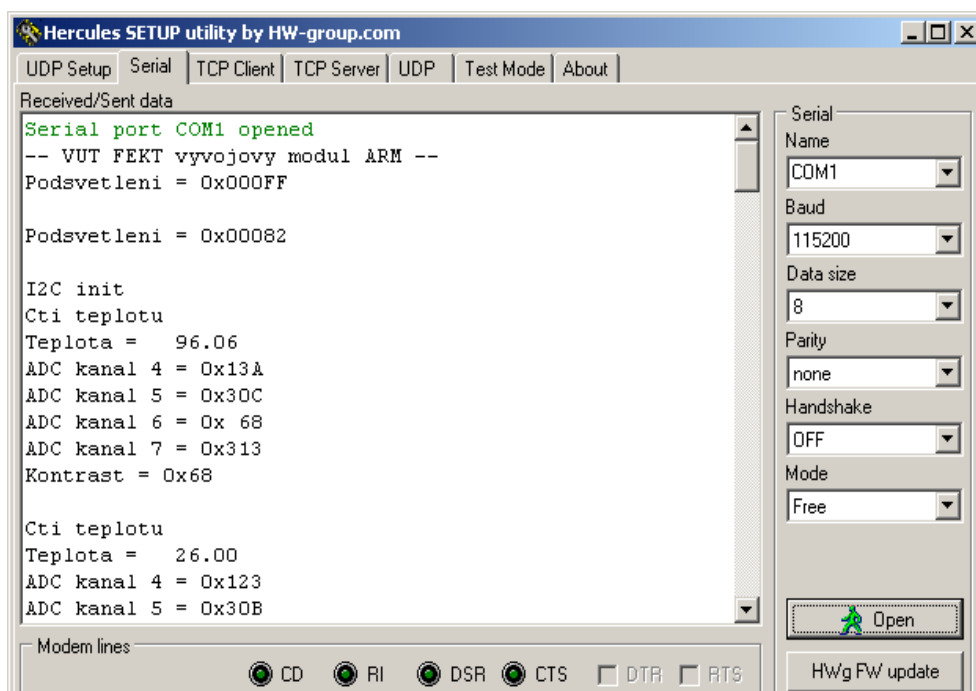 Hercules SETUP utility by HW-group.com
UDP Setup Serial TCP Client TCP Server UDP Test Mode About
Received/Sent data
Serial port COM1 opened
-- VUT FEKT vyvojovy modul ARM --
Podsvetleni = 0x000FF
Podsvetleni = 0x00082
I2C init
Cti teplotu
Teplota =   96.06
ADC kanal 4 = 0x13A
ADC kanal 5 = 0x30C
ADC kanal 6 = 0x 68
ADC kanal 7 = 0x313
Kontrast = 0x68
Cti teplotu
Teplota =   26.00
ADC kanal 4 = 0x123
ADC kanal 5 = 0x30B
Serial
Name
COM1
Baud
115200
Data size
8
Parity
none
Handshake
OFF
Mode
Free
Open
HWg FW update
Modem lines
CD RI DSR CTS DTR RTS